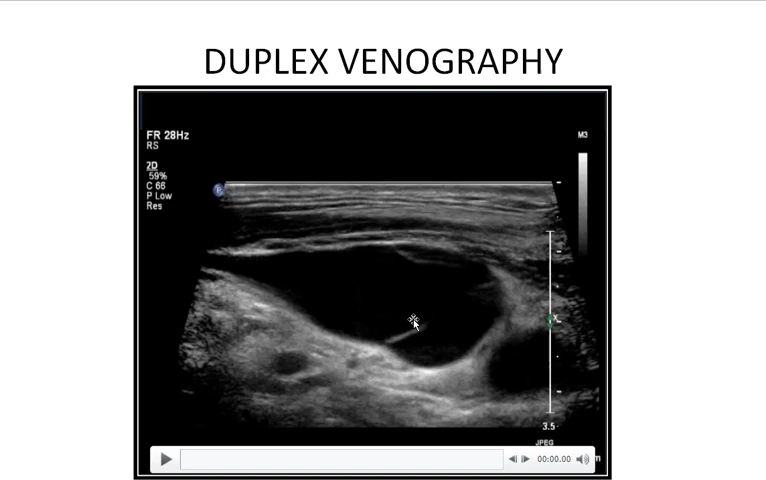 DUPLEX VENOGRAPHY
FR 28Hz
RS
M3
2D
59%
C 66
P Low
Res
P
X
3.5
JPEG
00:00.00
m